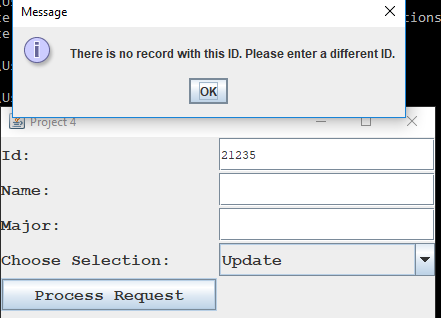 Message
ctions
There is no record with this ID. Please enter a different ID.
OK
Project 4
Id:
21235
Name:
Major:
Choose Selection:
Update
Process Request